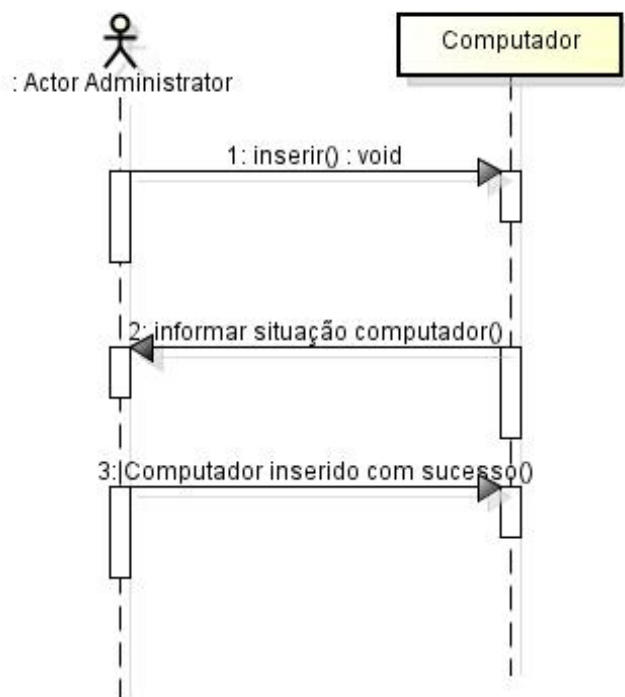 : Actor Administrator
Computador
1: inserir() : void
2: informar situação computador()
3: Computador inserido com sucesso()